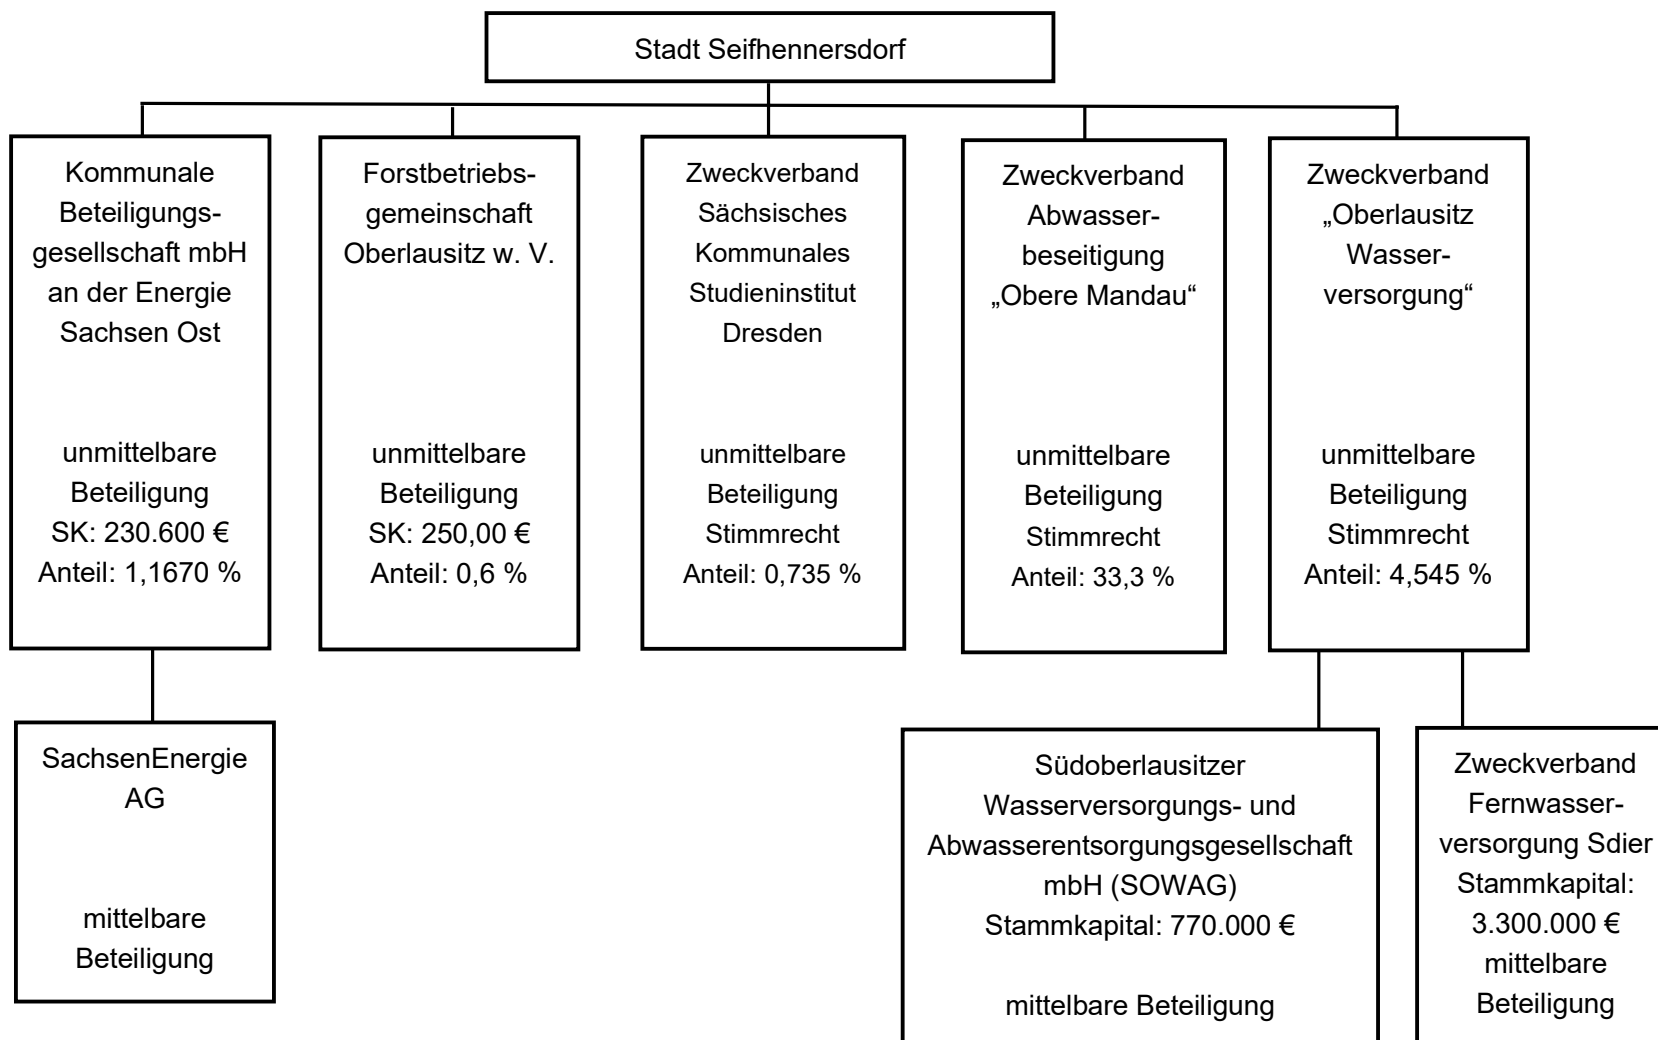 Stadt Seifhennersdorf
Kommunale
Beteiligungs-
gesellschaft mbH
an der Energie
Sachsen Ost
unmittelbare
Beteiligung
SK: 230.600 €
Anteil: 1,1670 %
Forstbetriebs-
gemeinschaft
Oberlausitz w. V.
unmittelbare
Beteiligung
SK: 250,00 €
Anteil: 0,6 %
Zweckverband
Sächsisches
Kommunales
Studieninstitut
Dresden
unmittelbare
Beteiligung
Stimmrecht
Anteil: 0,735 %
Zweckverband
Abwasser-
beseitigung
„Obere Mandau“
unmittelbare
Beteiligung
Stimmrecht
Anteil: 33,3 %
Zweckverband
„Oberlausitz
Wasser-
versorgung“
unmittelbare
Beteiligung
Stimmrecht
Anteil: 4,545 %
SachsenEnergie
AG
mittelbare
Beteiligung
Südoberlausitzer
Wasserversorgungs- und
Abwasserentsorgungsgesellschaft
mbH (SOWAG)
Stammkapital: 770.000 €
mittelbare Beteiligung
Zweckverband
Fernwasser-
versorgung Sdier
Stammkapital:
3.300.000 €
mittelbare
Beteiligung